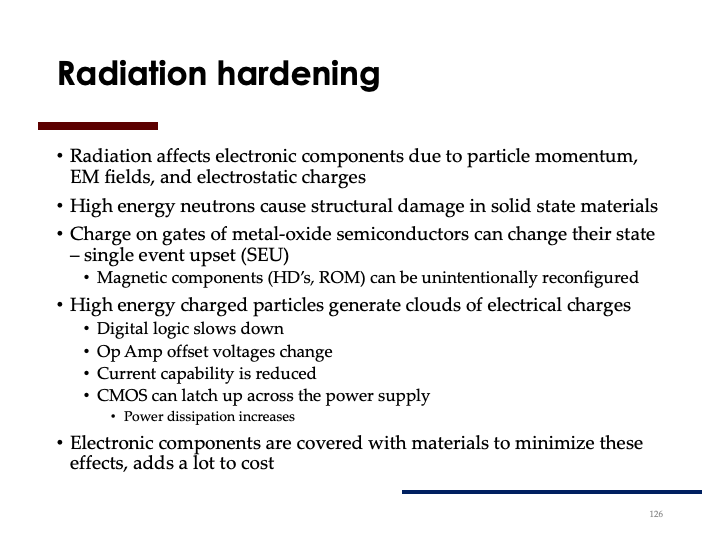 Radiation hardening
• Radiation affects electronic components due to particle momentum,
EM fields, and electrostatic charges
• High energy neutrons cause structural damage in solid state materials
• Charge on gates of metal-oxide semiconductors can change their state
– single event upset (SEU)
• Magnetic components (HD's, ROM) can be unintentionally reconfigured
• High energy charged particles generate clouds of electrical charges
• Digital logic slows down
• Op Amp offset voltages change
• Current capability is reduced
• CMOS can latch up across the power supply
• Power dissipation increases
• Electronic components are covered with materials to minimize these
effects, adds a lot to cost
126